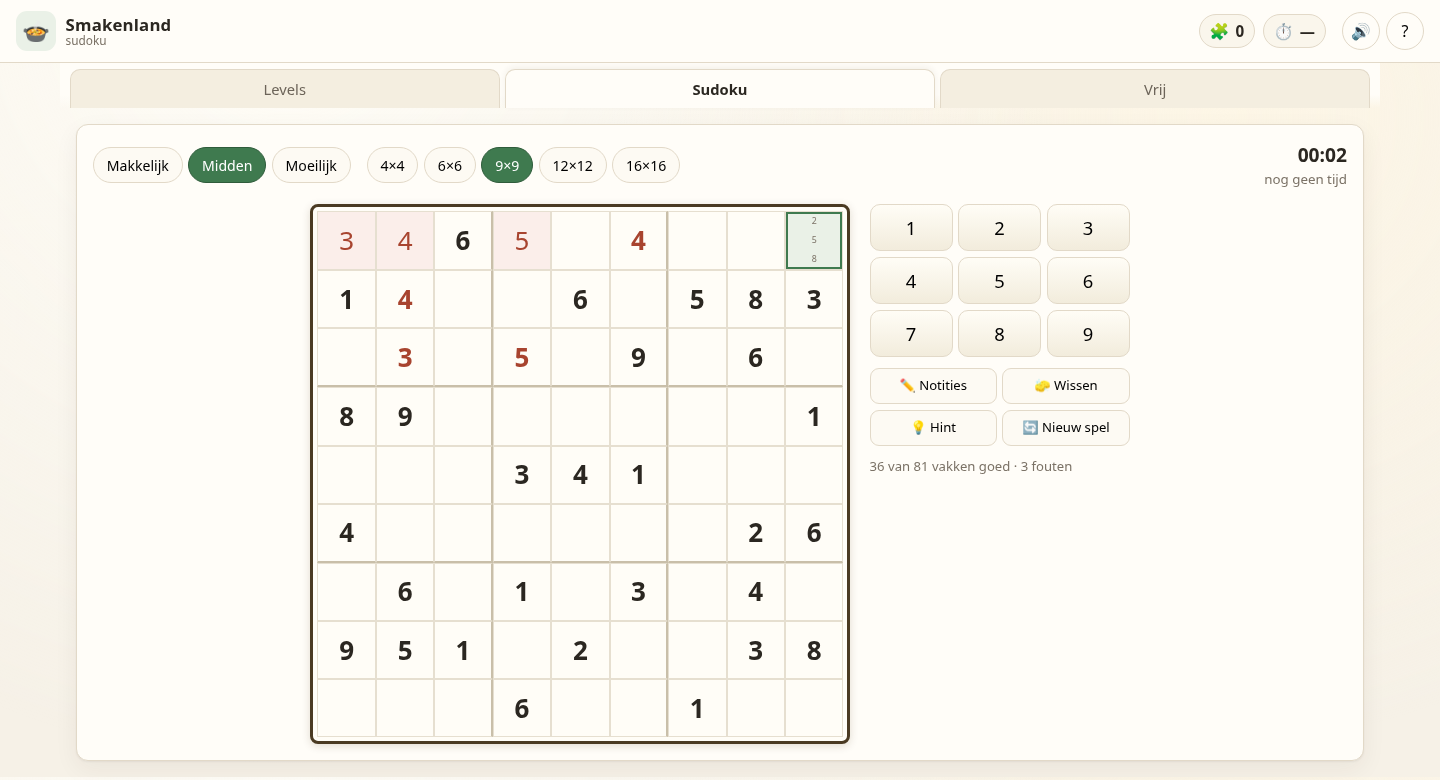 Smakenland
sudoku
0
—
?
Levels
Sudoku
Vrij
Makkelijk Midden Moeilijk 4×4 6×6 9×9 12×12 16×16
00:02
nog geen tijd
3 4 6 5 4 2 5 8
1 4 6 5 8 3
3 5 9 6
8 9 1
3 4 1
4 2 6
6 1 3 4
9 5 1 2 3 8
6 1
1 2 3
4 5 6
7 8 9
Notities Wissen
Hint Nieuw spel
36 van 81 vakken goed · 3 fouten